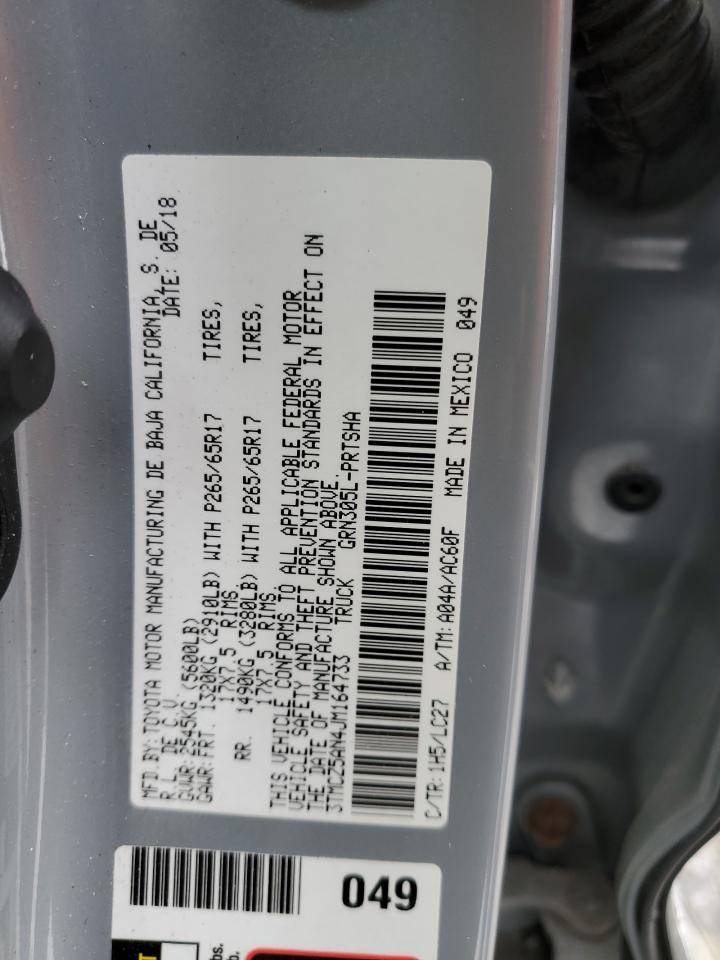 MFD.BY:TOYOTA MOTOR MANUFACTURING DE BAJA CALIFORNIA, S. DE
R. L. DE C.V. DATE: 05/18
GVWR:2545KG (5600LB)
GAWR:FRT. 1320KG (2910LB) WITH P265/65R17 TIRES,
17X7.5 RIMS
RR. 1490KG (3280LB) WITH P265/65R17 TIRES,
17X7.5 RIMS.
THIS VEHICLE CONFORMS TO ALL APPLICABLE FEDERAL MOTOR
VEHICLE SAFETY AND THEFT PREVENTION STANDARDS IN EFFECT ON
THE DATE OF MANUFACTURE SHOWN ABOVE.
3TMCZ5AN4JM164733 TRUCK GRN305L-PRTSHA
C/TR:1H5/LC27 A/TM:A04A/AC60F MADE IN MEXICO 049
049